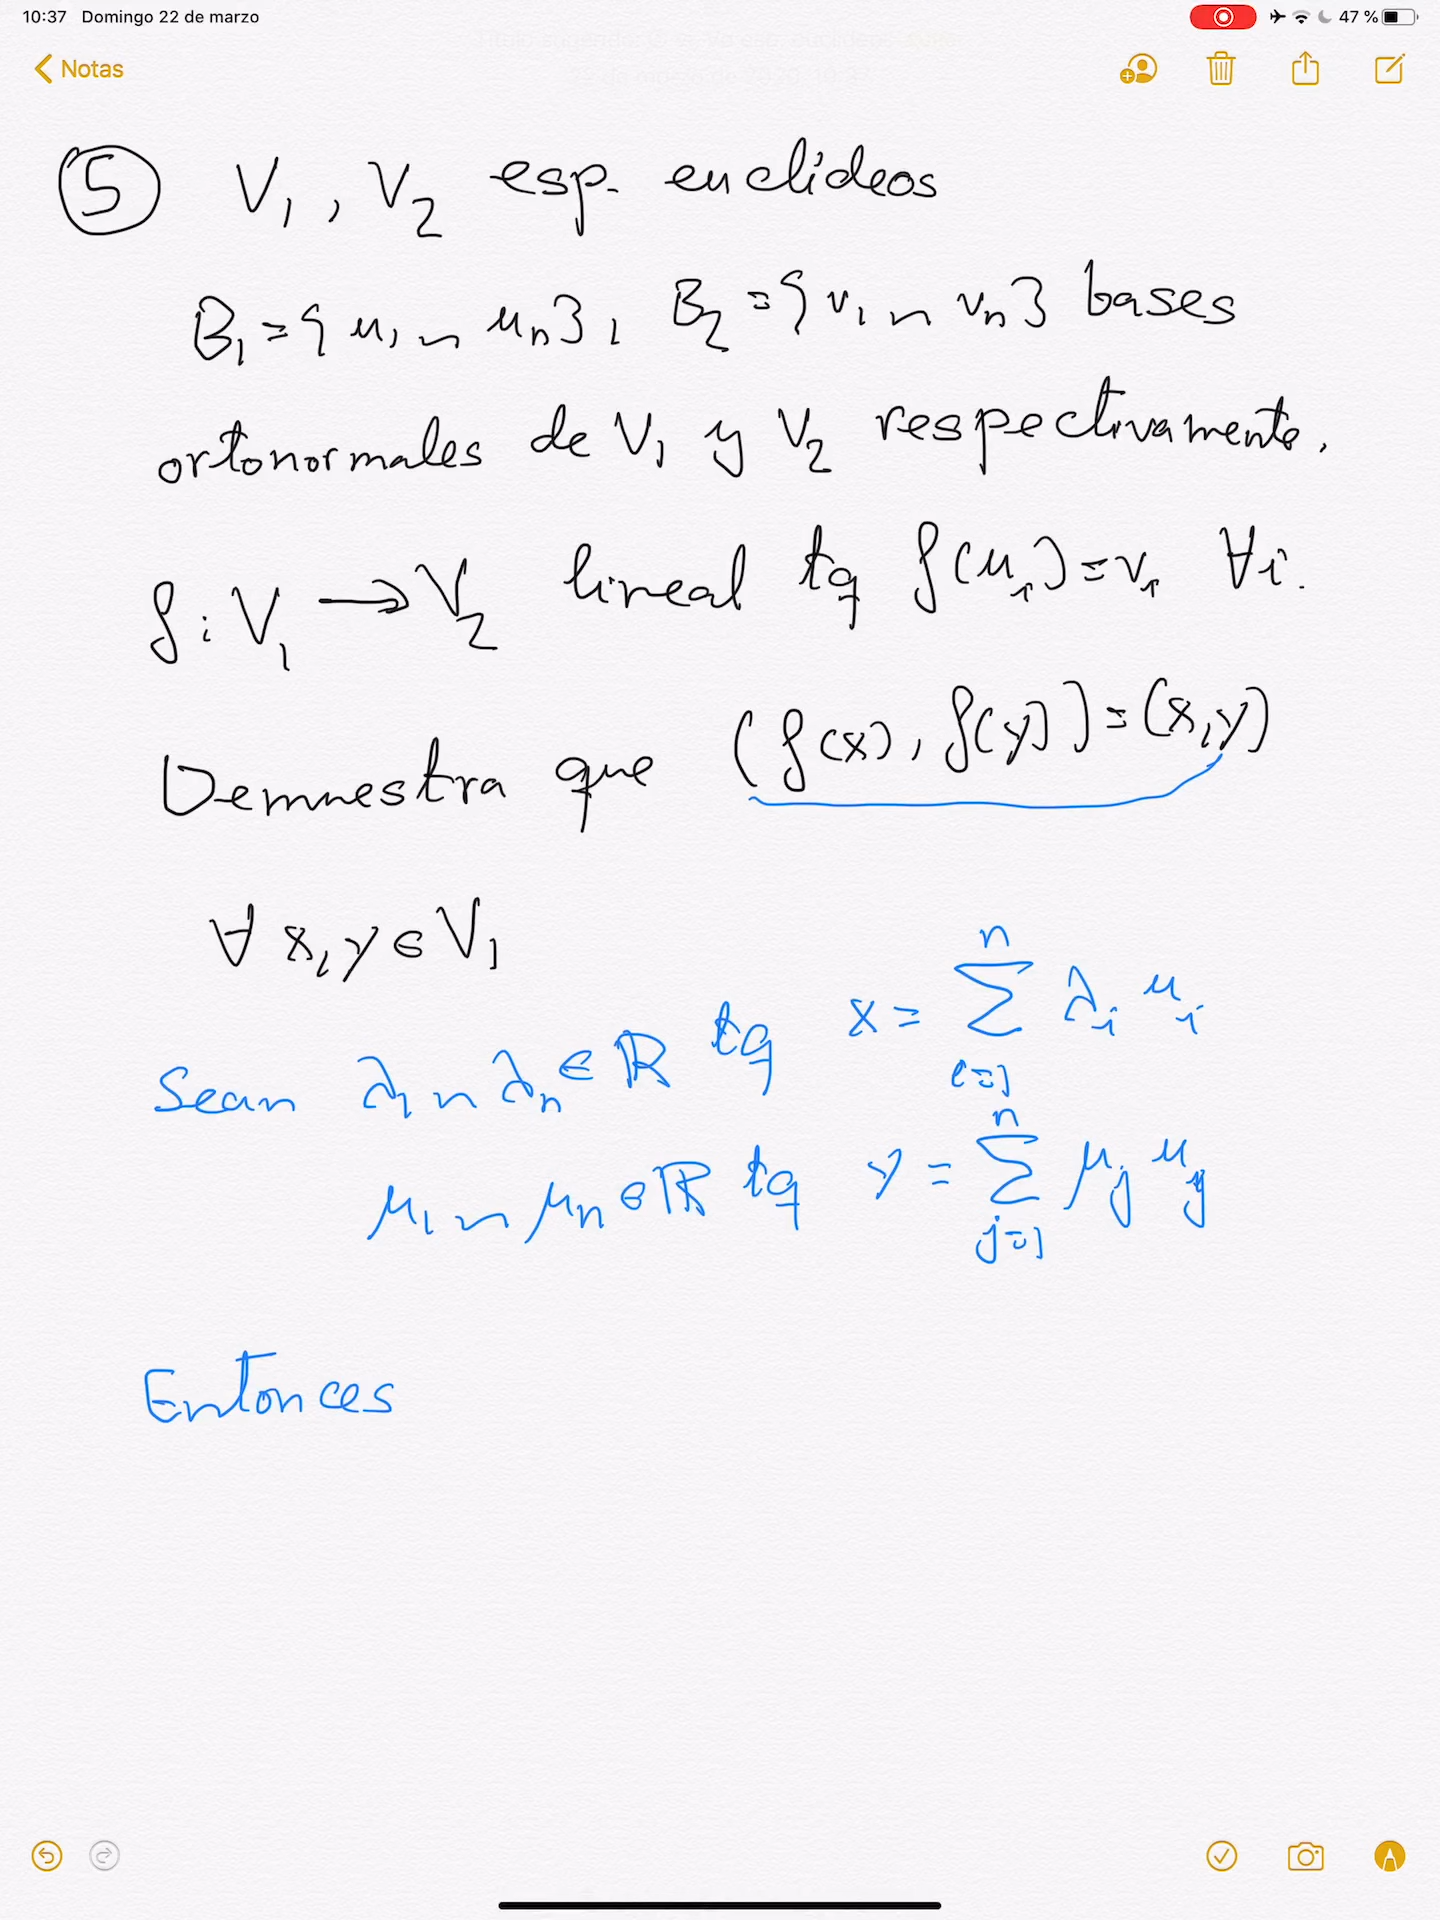 10:37 Domingo 22 de marzo 47 %
Notas
5 V₁, V₂ esp. euclídeos
B₁ = {u₁ ~ uₙ}, B₂ = {v₁ ~ vₙ} bases
ortonormales de V₁ y V₂ respectivamente.
f: V₁ → V₂ lineal tq f(uᵢ) = vᵢ ∀i.
Demuestra que (f(x), f(y)) = (x,y)
∀ x, y ∈ V₁
Sean λ₁ ~ λₙ ∈ ℝ tq x = ∑_{i=1}^{n} λᵢ uᵢ
μ₁ ~ μₙ ∈ ℝ tq y = ∑_{j=1}^{n} μⱼ uⱼ
Entonces